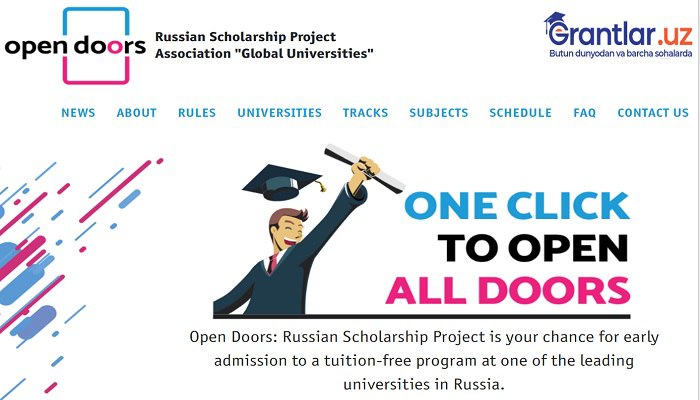 open doors
Russian Scholarship Project
Association "Global Universities"
Grantlar.uz
Butun dunyodan va barcha sohalarda
NEWS ABOUT RULES UNIVERSITIES TRACKS SUBJECTS SCHEDULE FAQ CONTACT US
ONE CLICK
TO OPEN
ALL DOORS
Open Doors: Russian Scholarship Project is your chance for early
admission to a tuition-free program at one of the leading
universities in Russia.